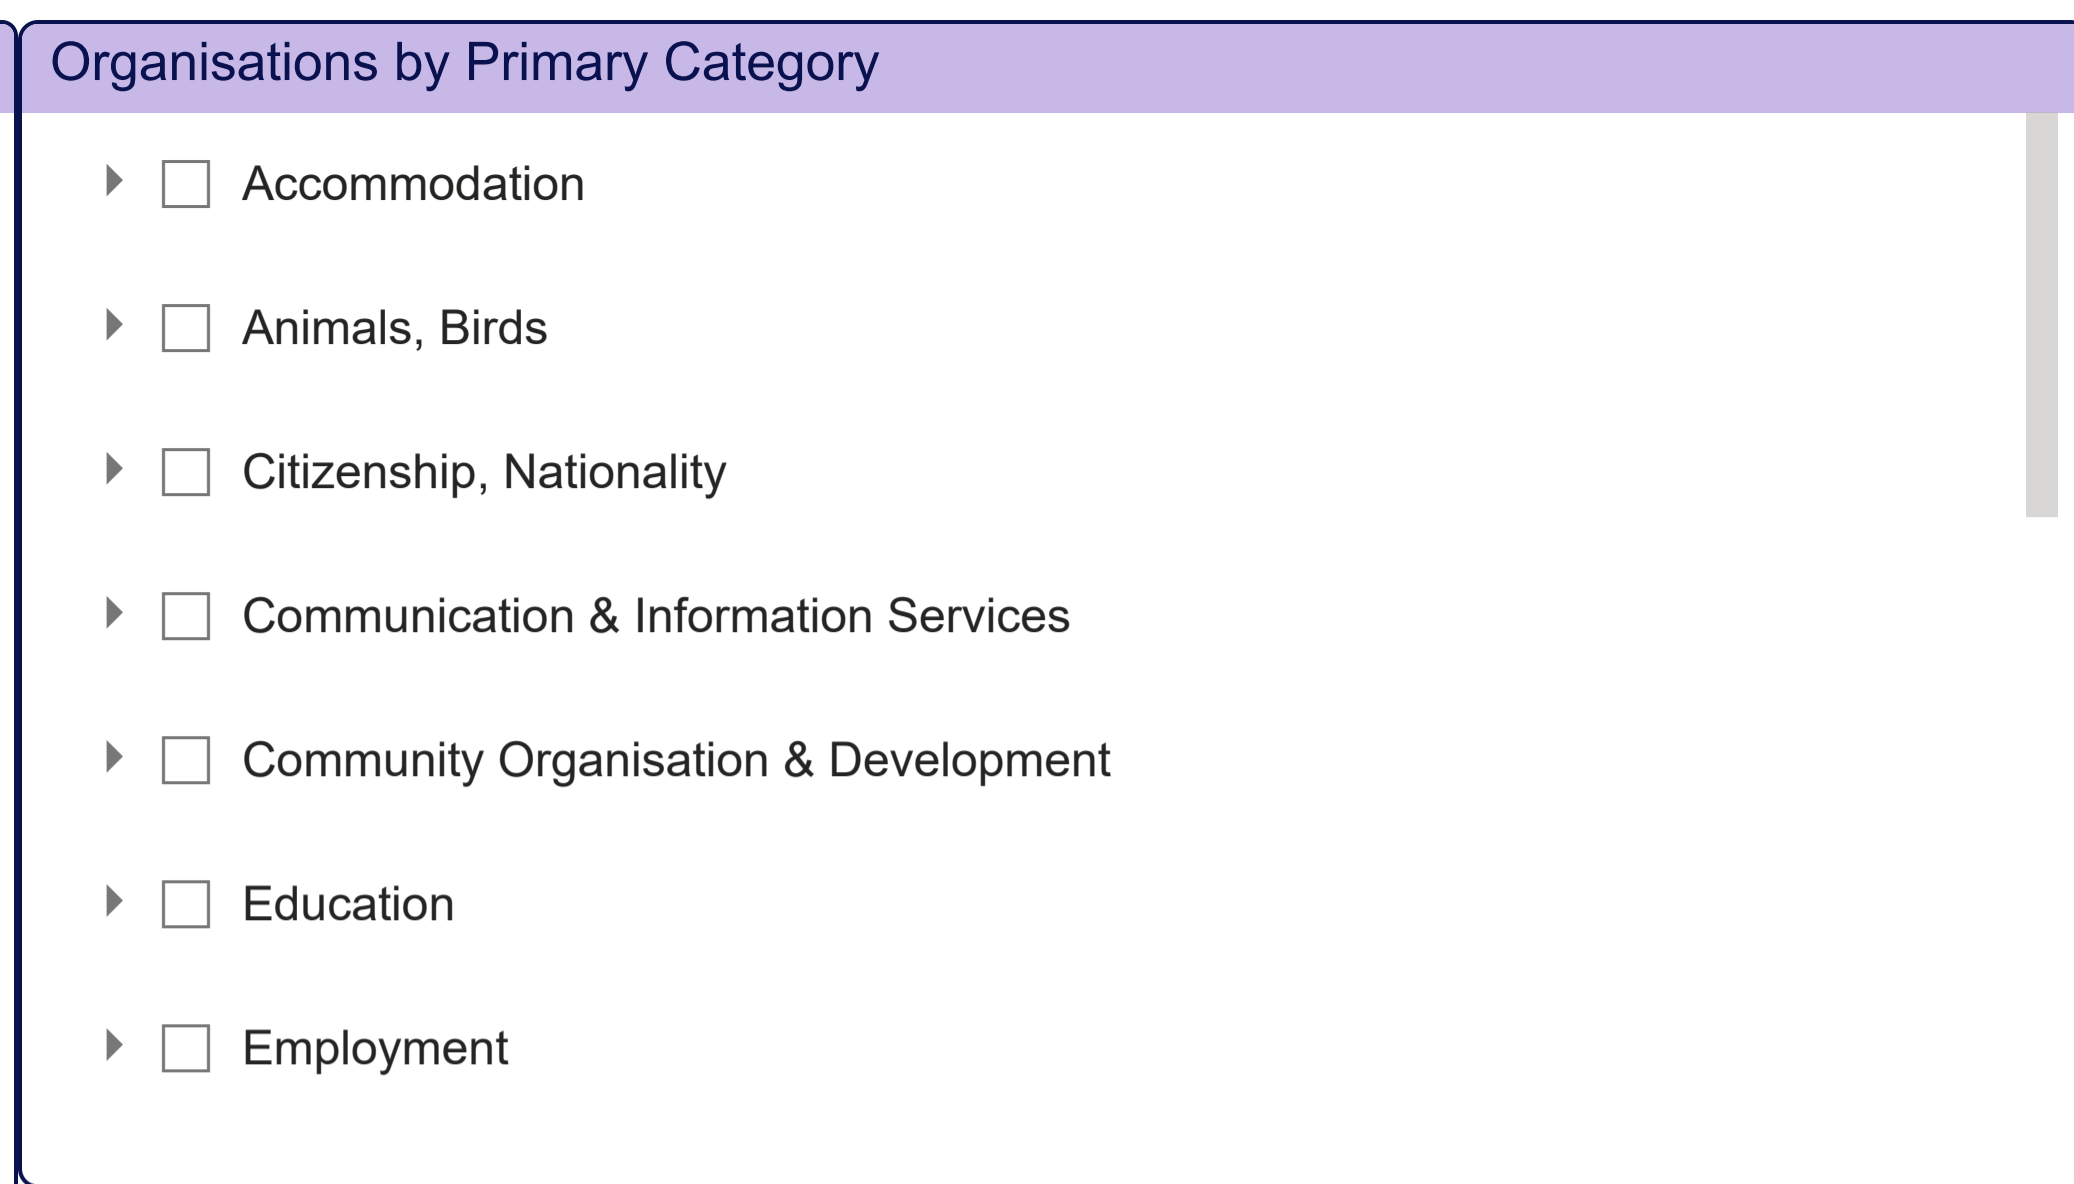 Organisations by Primary Category
Accommodation
Animals, Birds
Citizenship, Nationality
Communication & Information Services
Community Organisation & Development
Education
Employment